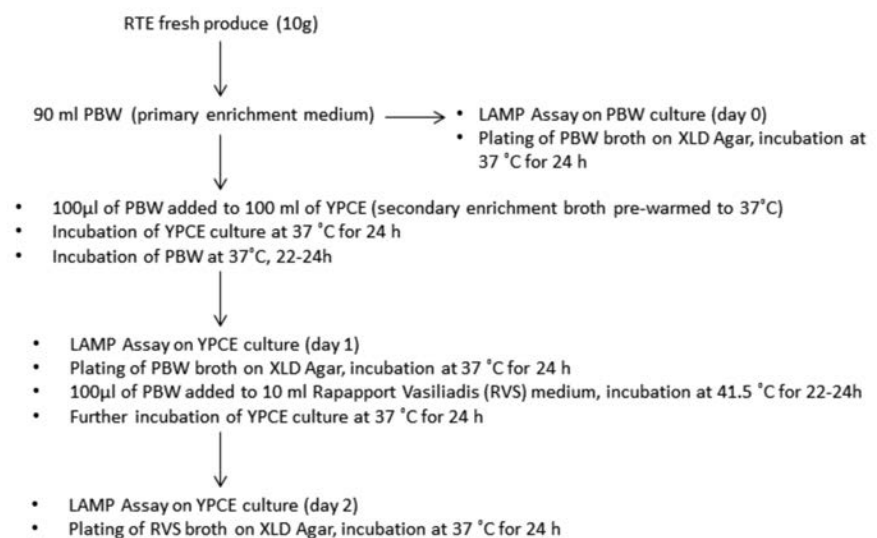 RTE fresh produce (10g)
90 ml PBW (primary enrichment medium)
• LAMP Assay on PBW culture (day 0)
• Plating of PBW broth on XLD Agar, incubation at
37 ˚C for 24 h
• 100µl of PBW added to 100 ml of YPCE (secondary enrichment broth pre-warmed to 37˚C)
• Incubation of YPCE culture at 37 ˚C for 24 h
• Incubation of PBW at 37˚C, 22-24h
• LAMP Assay on YPCE culture (day 1)
• Plating of PBW broth on XLD Agar, incubation at 37 ˚C for 24 h
• 100µl of PBW added to 10 ml Rapapport Vasiliadis (RVS) medium, incubation at 41.5 ˚C for 22-24h
• Further incubation of YPCE culture at 37 ˚C for 24 h
• LAMP Assay on YPCE culture (day 2)
• Plating of RVS broth on XLD Agar, incubation at 37 ˚C for 24 h